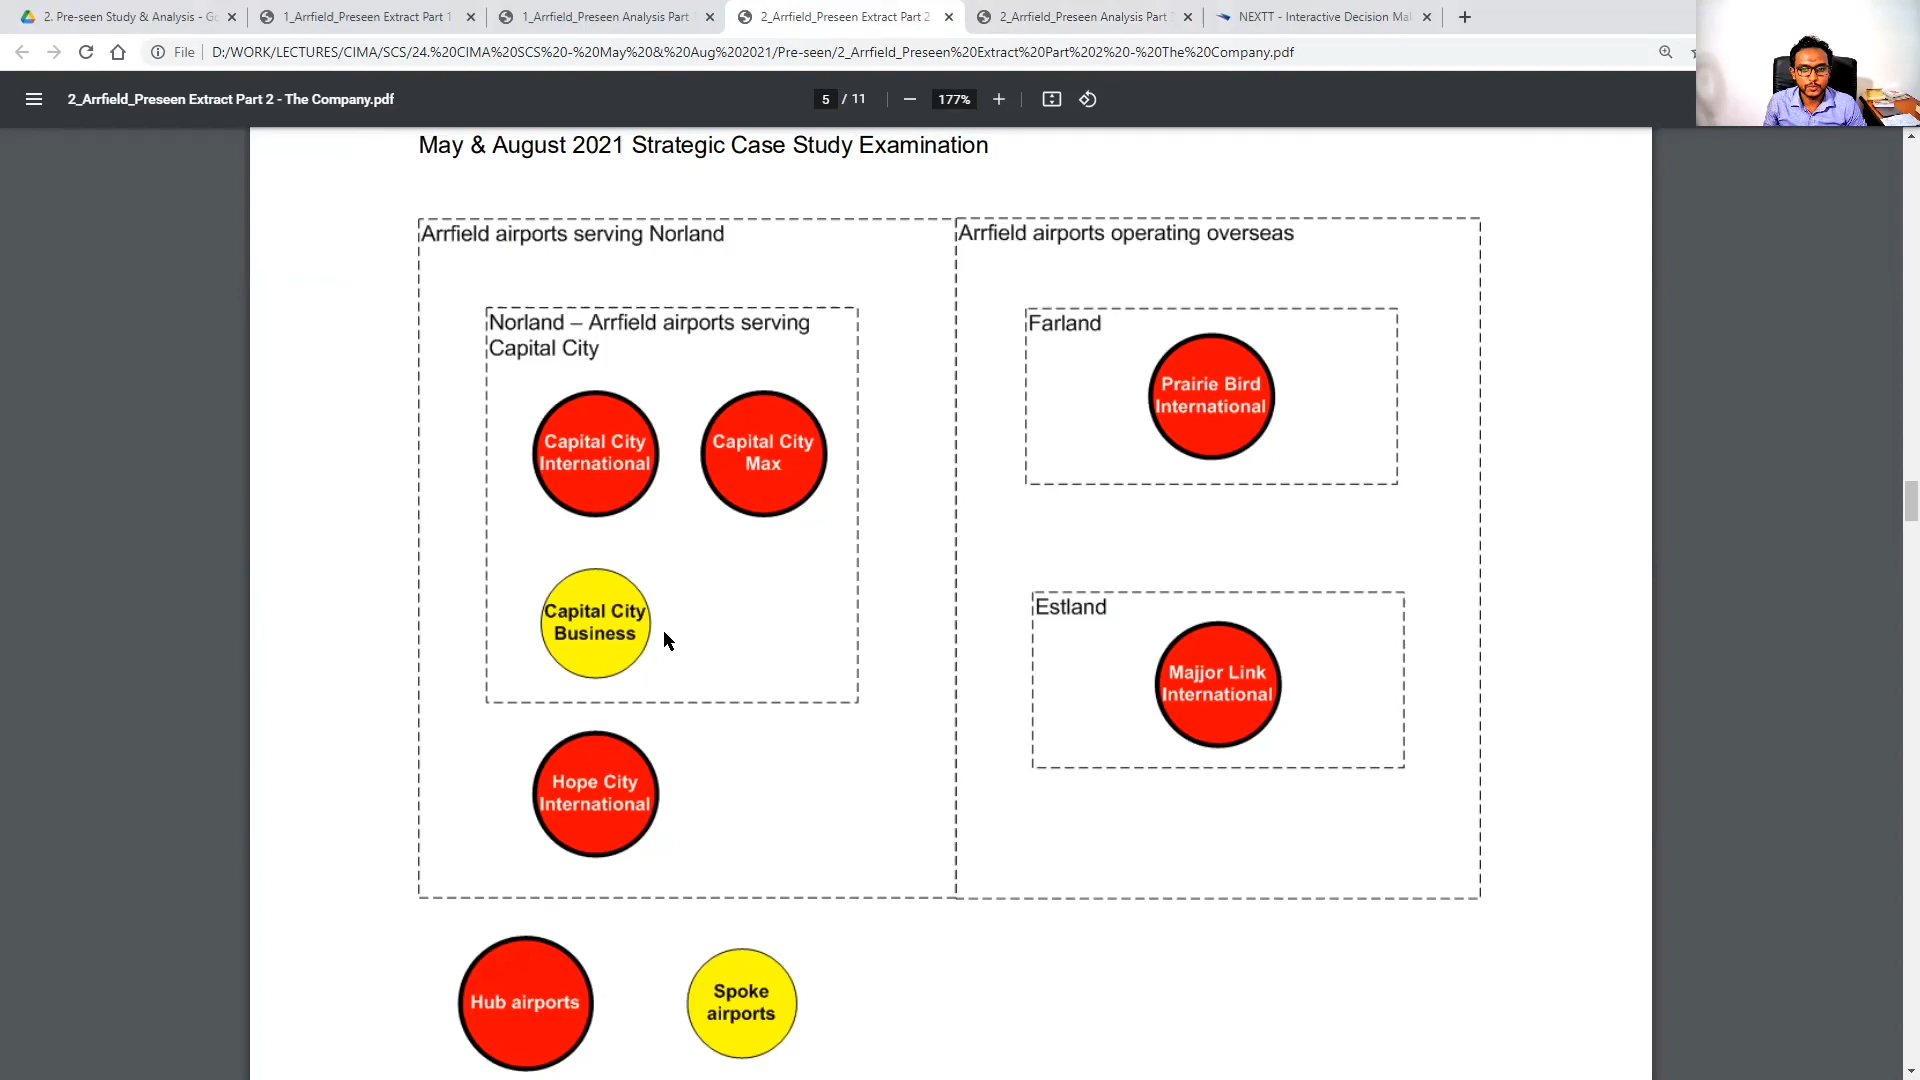 2. Pre-seen Study & Analysis - Go
1_Arrfield_Preseen Extract Part 1
1_Arrfield_Preseen Analysis Part
2_Arrfield_Preseen Extract Part 2
2_Arrfield_Preseen Analysis Part
NEXTT - Interactive Decision Ma
File
D:/WORK/LECTURES/CIMA/SCS/24.%20CIMA%20SCS%20-%20May%20&%20Aug%202021/Pre-seen/2_Arrfield_Preseen%20Extract%20Part%202%20-%20The%20Company.pdf
2_Arrfield_Preseen Extract Part 2 - The Company.pdf
5 / 11
177%
May & August 2021 Strategic Case Study Examination
Arrfield airports serving Norland
Arrfield airports operating overseas
Norland – Arrfield airports serving
Capital City
Capital City
International
Capital City
Max
Capital City
Business
Hope City
International
Farland
Prairie Bird
International
Estland
Majjor Link
International
Hub airports
Spoke
airports